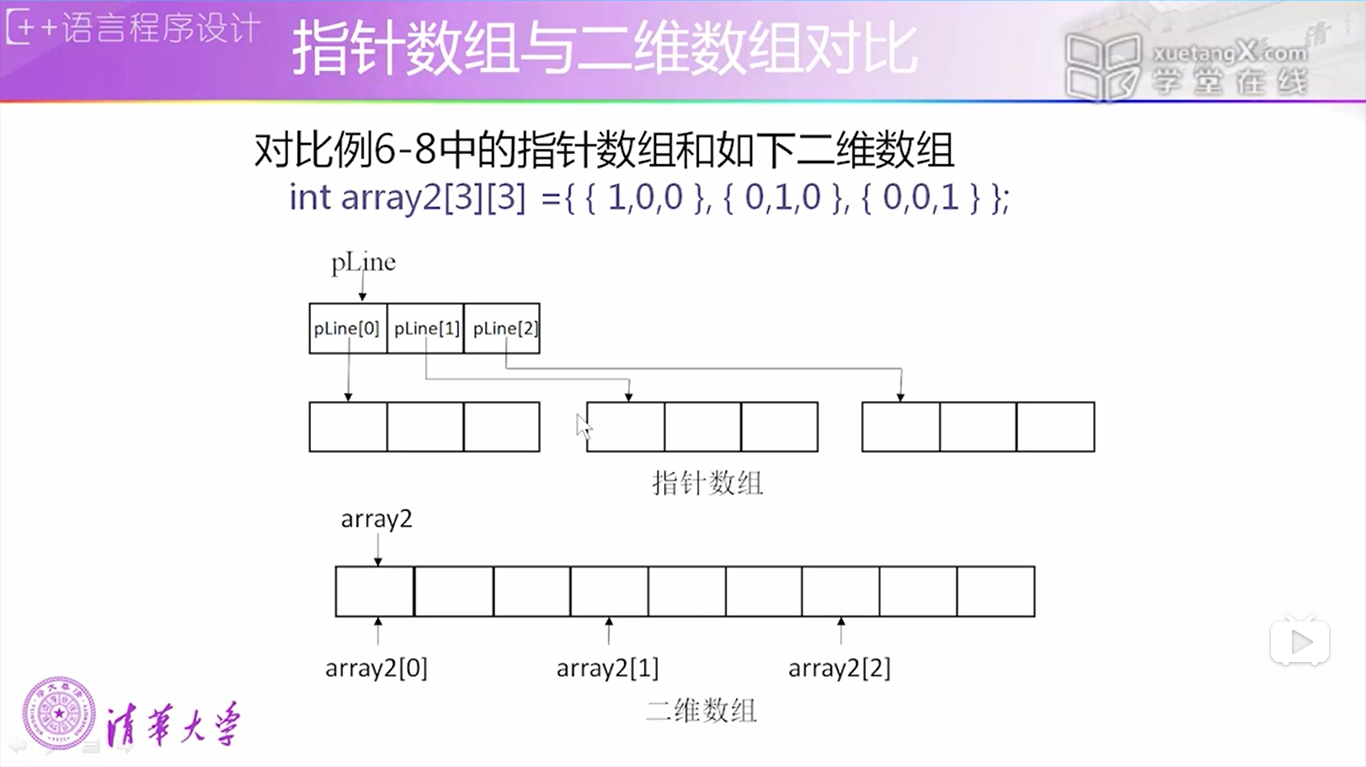 C++语言程序设计
指针数组与二维数组对比
xuetangX.com
学堂在线
对比例6-8中的指针数组和如下二维数组
int array2[3][3] ={ { 1,0,0 }, { 0,1,0 }, { 0,0,1 } };
pLine
pLine[0] pLine[1] pLine[2]
指针数组
array2
array2[0] array2[1] array2[2]
二维数组
清华大学